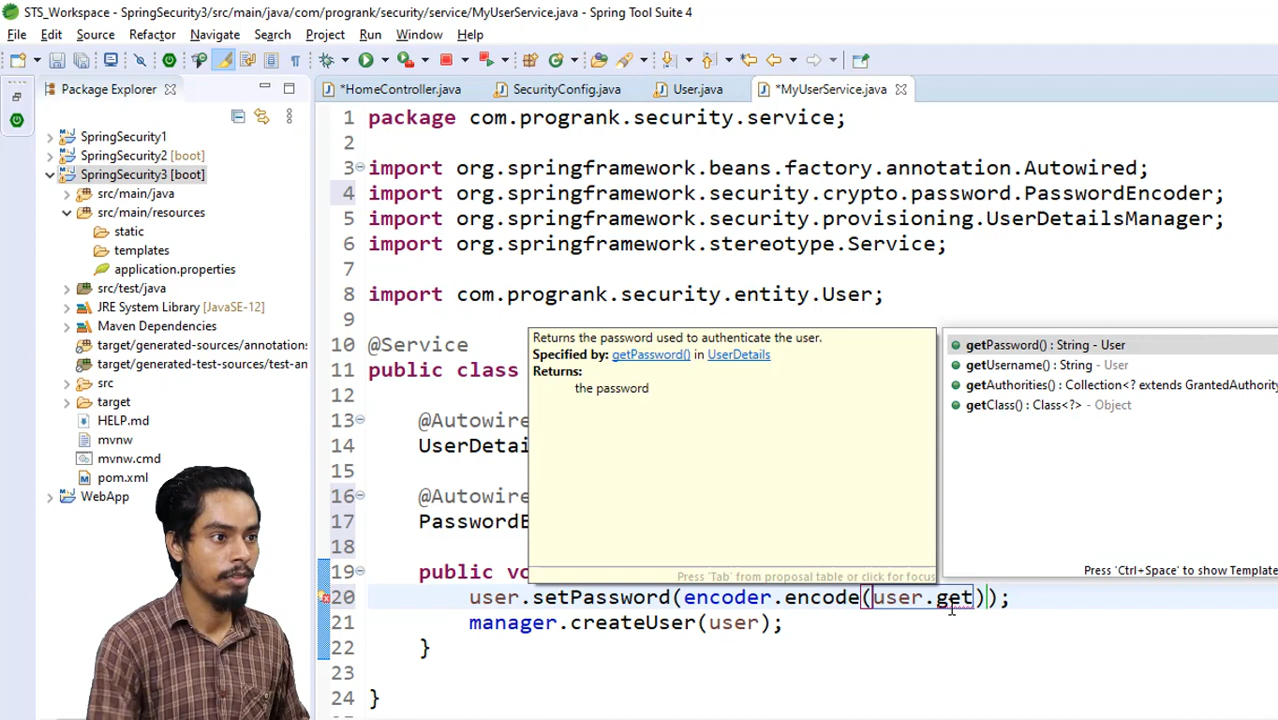 STS_Workspace - SpringSecurity3/src/main/java/com/progrank/security/service/MyUserService.java - Spring Tool Suite 4
File Edit Source Refactor Navigate Search Project Run Window Help
Package Explorer
*HomeController.java SecurityConfig.java User.java *MyUserService.java
SpringSecurity1
SpringSecurity2 [boot]
SpringSecurity3 [boot]
src/main/java
src/main/resources
static
templates
application.properties
src/test/java
JRE System Library [JavaSE-12]
Maven Dependencies
target/generated-sources/annotations
target/generated-test-sources/test-an
src
target
HELP.md
mvnw
mvnw.cmd
pom.xml
WebApp
1 package com.progrank.security.service;
2
3 import org.springframework.beans.factory.annotation.Autowired;
4 import org.springframework.security.crypto.password.PasswordEncoder;
5 import org.springframework.security.provisioning.UserDetailsManager;
6 import org.springframework.stereotype.Service;
7
8 import com.progrank.security.entity.User;
9
10 @Service
11 public class
12
13 @Autowire
14 UserDetai
15
16 @Autowire
17 PasswordE
18
19 public vo
20 user.setPassword(encoder.encode(user.get));
21 manager.createUser(user);
22 }
23
24 }
Returns the password used to authenticate the user.
Specified by: getPassword() in UserDetails
Returns:
the password
Press 'Tab' from proposal table or click for focus
getPassword() : String - User
getUsername() : String - User
getAuthorities() : Collection<? extends GrantedAuthority
getClass() : Class<?> - Object
Press 'Ctrl+Space' to show Template